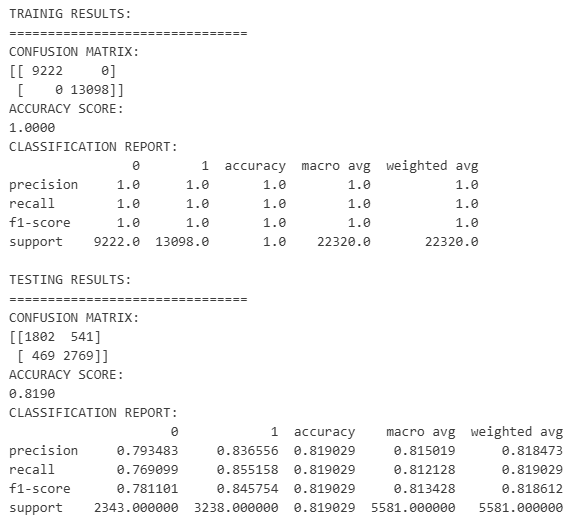 TRAINIG RESULTS:
===============================
CONFUSION MATRIX:
[[ 9222     0]
 [    0 13098]]
ACCURACY SCORE:
1.0000
CLASSIFICATION REPORT:
                0        1  accuracy  macro avg  weighted avg
precision     1.0      1.0       1.0        1.0           1.0
recall        1.0      1.0       1.0        1.0           1.0
f1-score      1.0      1.0       1.0        1.0           1.0
support    9222.0  13098.0       1.0    22320.0       22320.0

TESTING RESULTS:
===============================
CONFUSION MATRIX:
[[1802  541]
 [ 469 2769]]
ACCURACY SCORE:
0.8190
CLASSIFICATION REPORT:
                     0            1  accuracy    macro avg  weighted avg
precision     0.793483     0.836556  0.819029     0.815019      0.818473
recall        0.769099     0.855158  0.819029     0.812128      0.819029
f1-score      0.781101     0.845754  0.819029     0.813428      0.818612
support    2343.000000  3238.000000  0.819029  5581.000000   5581.000000